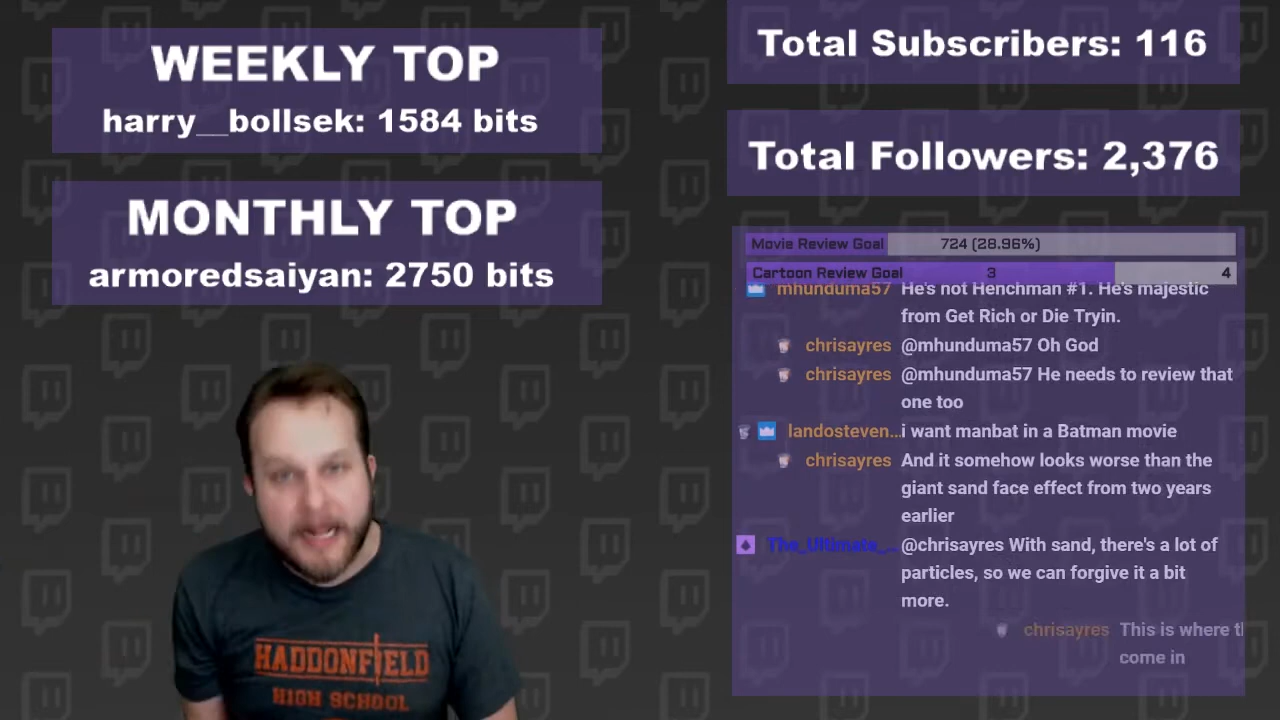 WEEKLY TOP
harry__bollsek: 1584 bits
MONTHLY TOP
armoredsaiyan: 2750 bits
Total Subscribers: 116
Total Followers: 2,376
Movie Review Goal 724 (28.96%)
Cartoon Review Goal 3 4
mhunduma57 He's not Henchman #1. He's majestic
from Get Rich or Die Tryin.
chrisayres @mhunduma57 Oh God
chrisayres @mhunduma57 He needs to review that
one too
landosteven... i want manbat in a Batman movie
chrisayres And it somehow looks worse than the
giant sand face effect from two years
earlier
The_Ultimate_... @chrisayres With sand, there's a lot of
particles, so we can forgive it a bit
more.
chrisayres This is where
come in
HADDONFIELD
HIGH SCHOOL